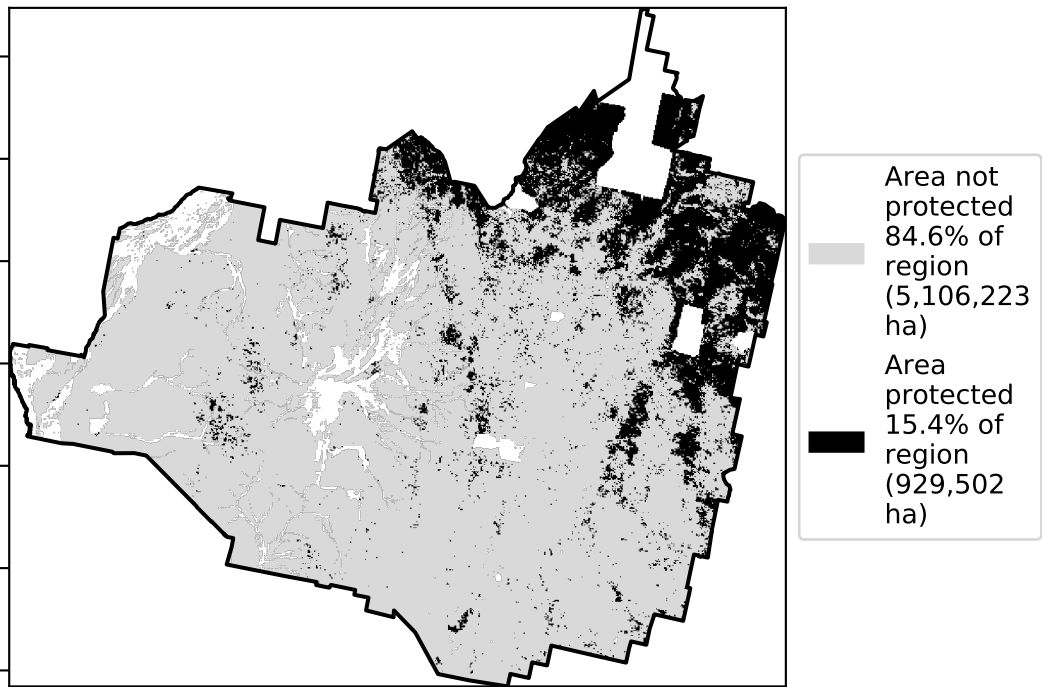 Area not
protected
84.6% of
region
(5,106,223
ha)
Area
protected
15.4% of
region
(929,502
ha)